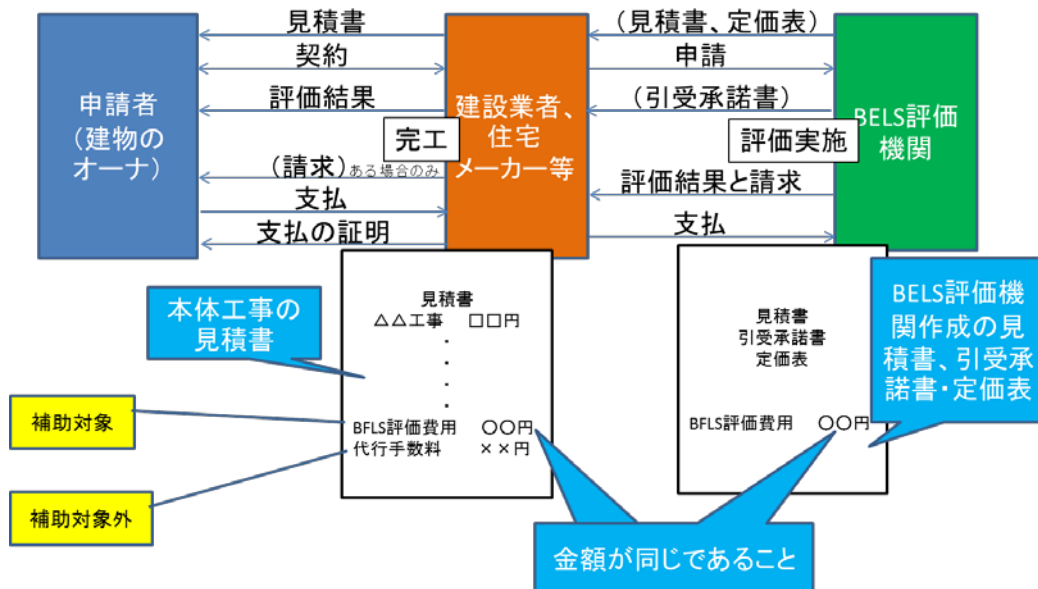 見積書
(見積書、定価表)
契約
申請
申請者
(建物の
オーナ)
評価結果
建設業者、
住宅
メーカー等
(引受承諾書)
BELS評価
機関
完工
評価実施
(請求)ある場合のみ
評価結果と請求
支払
支払の証明
支払
本体工事の
見積書
見積書
△△工事 □□円
・
・
・
・
BFLS評価費用 〇〇円
代行手数料 ××円
見積書
引受承諾書
定価表
BFLS評価費用 〇〇円
BELS評価機
関作成の見
積書、引受承
諾書・定価表
補助対象
補助対象外
金額が同じであること